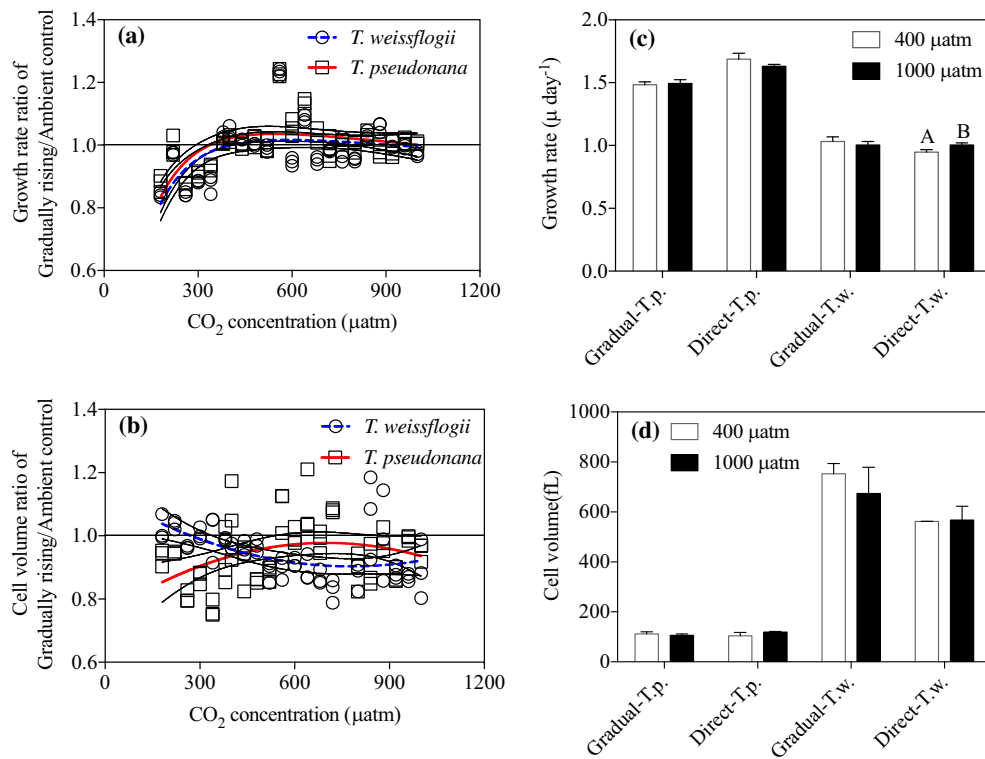 (a)
T. weissflogii
T. pseudonana
1.4
1.2
1.0
0.8
0.6
0
300
600
900
1200
Growth rate ratio of
Gradually rising/Ambient control
CO2 concentration (µatm)
(c)
400 µatm
1000 µatm
2.0
1.5
1.0
0.5
0.0
Growth rate (µ day-1)
A
B
Gradual-T.p.
Direct-T.p.
Gradual-T.w.
Direct-T.w.
(b)
T. weissflogii
T. pseudonana
1.4
1.2
1.0
0.8
0.6
0
300
600
900
1200
Cell volume ratio of
Gradually rising/Ambient control
CO2 concentration (µatm)
(d)
400 µatm
1000 µatm
1000
800
600
400
200
0
Cell volume(fL)
Gradual-T.p.
Direct-T.p.
Gradual-T.w.
Direct-T.w.